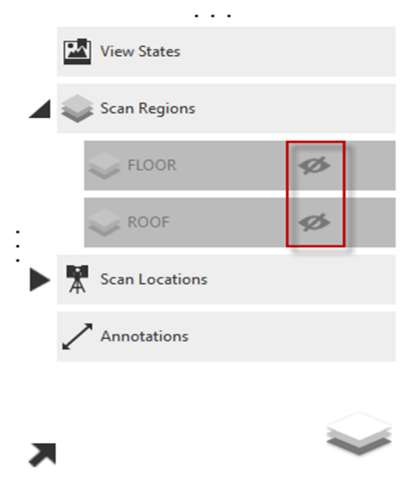 View States
Scan Regions
FLOOR
ROOF
Scan Locations
Annotations